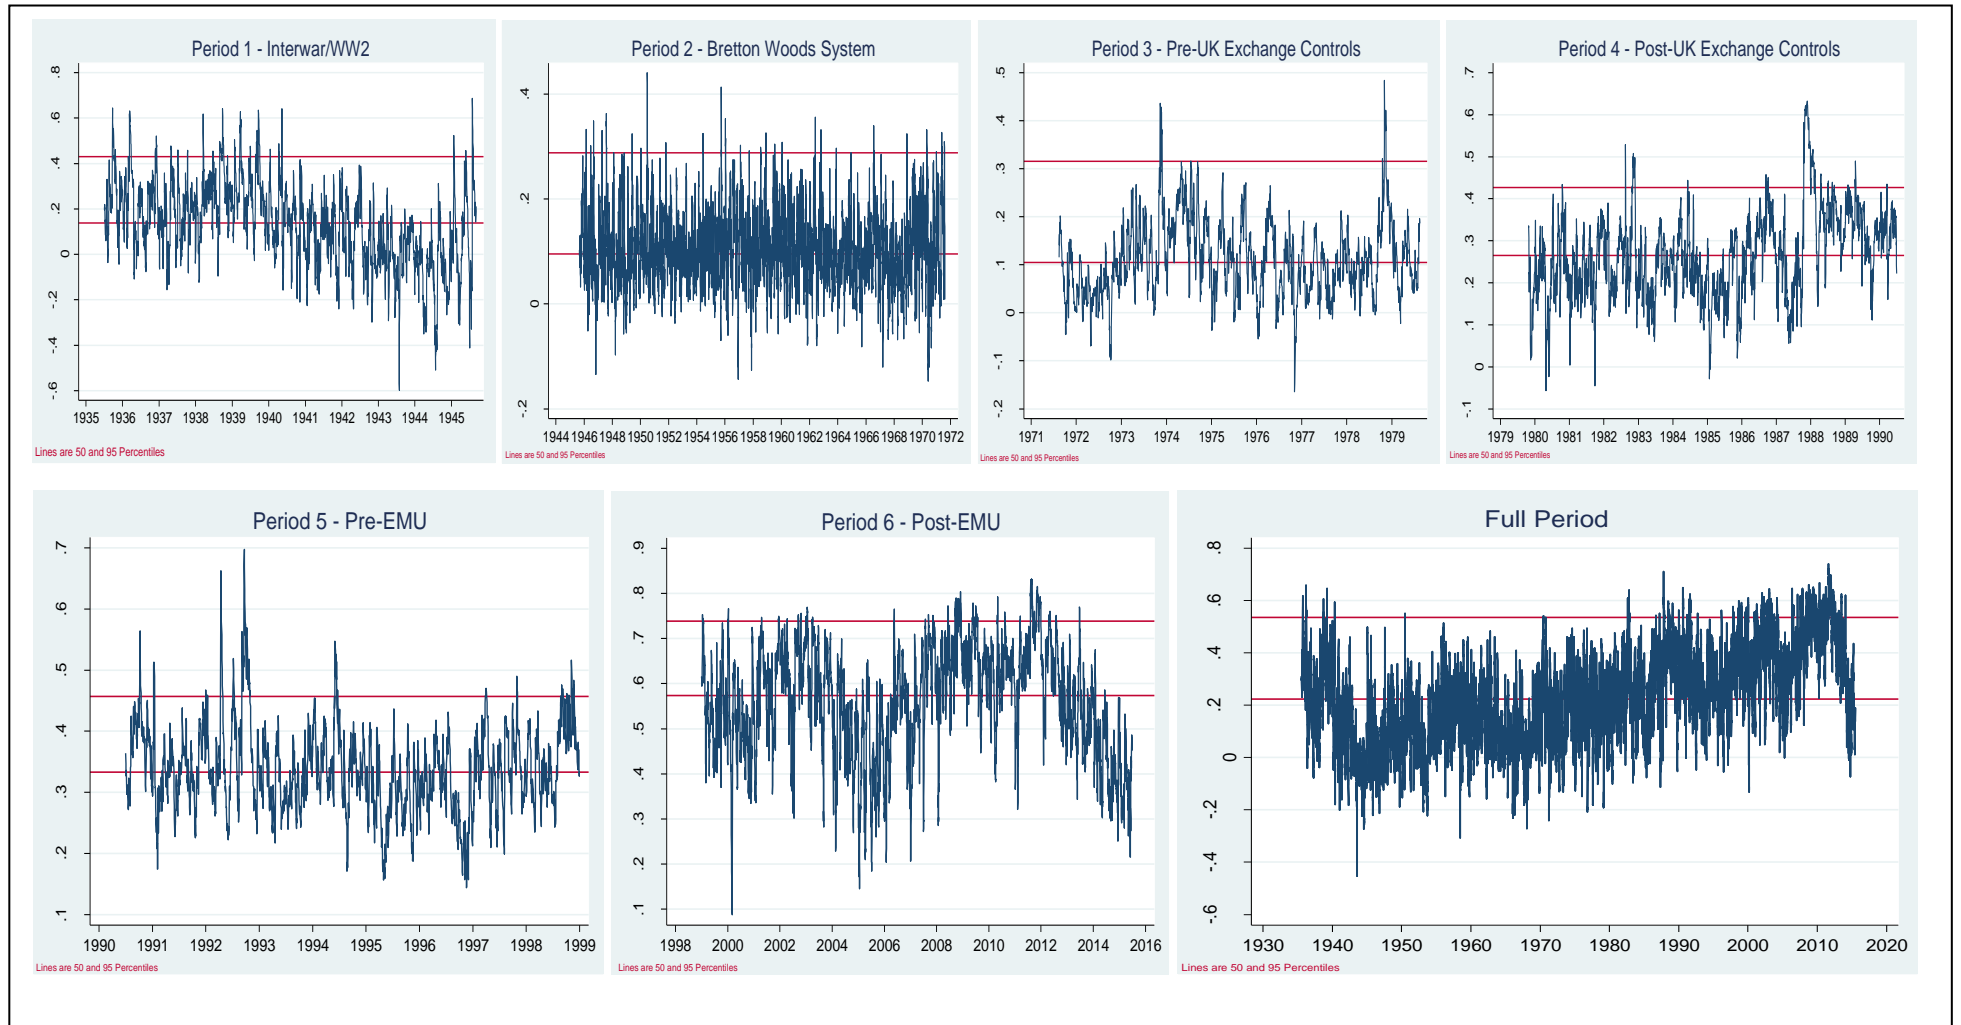 Period 1 - Interwar/WW2
.8
.6
.4
.2
0
-.2
-.4
-.6
1935 1936 1937 1938 1939 1940 1941 1942 1943 1944 1945
Lines are 50 and 95 Percentiles
Period 2 - Bretton Woods System
.4
.2
0
-.2
1944 1946 1948 1950 1952 1954 1956 1958 1960 1962 1964 1966 1968 1970 1972
Lines are 50 and 95 Percentiles
Period 3 - Pre-UK Exchange Controls
.5
.4
.3
.2
.1
0
-.1
-.2
1971 1972 1973 1974 1975 1976 1977 1978 1979
Lines are 50 and 95 Percentiles
Period 4 - Post-UK Exchange Controls
.7
.6
.5
.4
.3
.2
.1
0
-.1
1979 1980 1981 1982 1983 1984 1985 1986 1987 1988 1989 1990
Lines are 50 and 95 Percentiles
Period 5 - Pre-EMU
.7
.6
.5
.4
.3
.2
.1
1990 1991 1992 1993 1994 1995 1996 1997 1998 1999
Lines are 50 and 95 Percentiles
Period 6 - Post-EMU
.9
.8
.7
.6
.5
.4
.3
.2
.1
1998 2000 2002 2004 2006 2008 2010 2012 2014 2016
Lines are 50 and 95 Percentiles
Full Period
.8
.6
.4
.2
0
-.2
-.4
-.6
1930 1940 1950 1960 1970 1980 1990 2000 2010 2020
Lines are 50 and 95 Percentiles